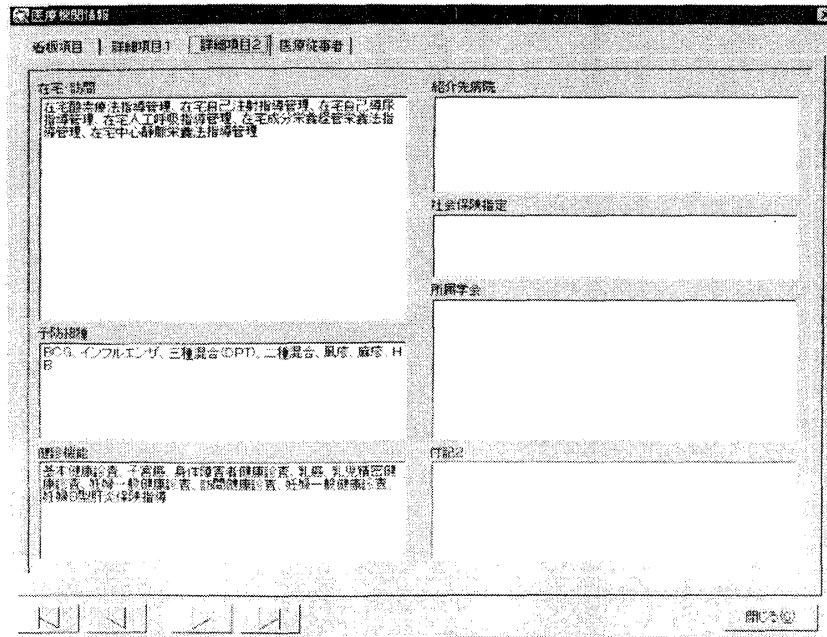 医療機関情報
看板項目
詳細項目1
詳細項目2
医療従事者
在宅 訪問
在宅酸素療法指導管理、在宅自己注射指導管理、在宅自己導尿
指導管理、在宅人工呼吸指導管理、在宅成分栄養経管栄養法指
導管理、在宅中心静脈栄養法指導管理
予防接種
BCG、インフルエンザ、三種混合(DPT)、二種混合、風疹、麻疹、H
B
健診機能
基本健康診査、子宮癌、身体障害者健康診査、乳癌、乳児精密健
康診査、妊婦一般健康診査、訪問健康診査、妊婦一般健康診査、
妊婦B型肝炎保険指導
紹介先病院
社会保険指定
所属学会
付記2
閉じる(C)